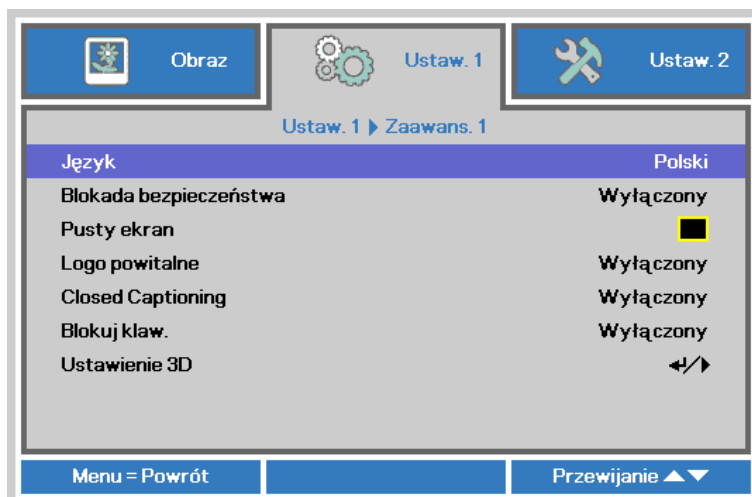 Obraz
Ustaw. 1
Ustaw. 2
Ustaw. 1 Zaawans. 1
Język Polski
Blokada bezpieczeństwa Wyłączony
Pusty ekran
Logo powitalne Wyłączony
Closed Captioning Wyłączony
Blokuj klaw. Wyłączony
Ustawienie 3D
Menu = Powrót
Przewijanie